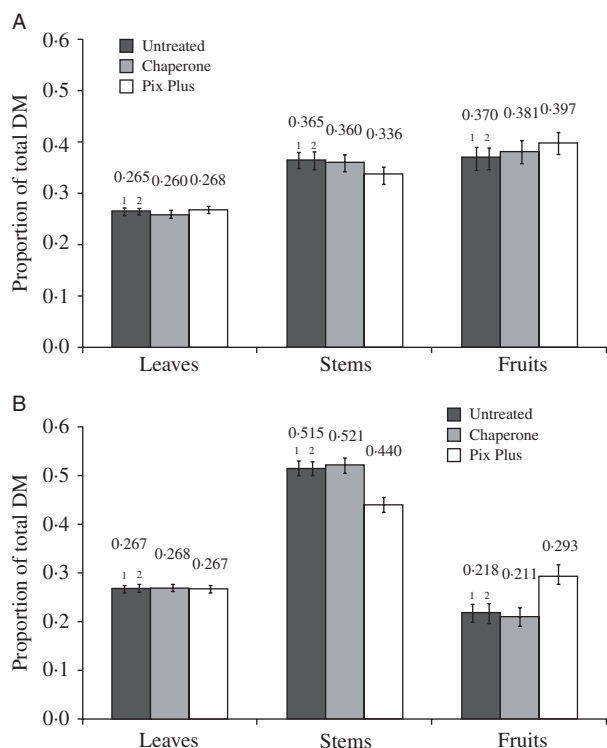 A
0·6
0·5
0·4
0·3
0·2
0·1
0·0
Proportion of total DM
Untreated
Chaperone
Pix Plus
0·265 0·260 0·268
1 2
0·365 0·360 0·336
1 2
0·370 0·381 0·397
1 2
Leaves Stems Fruits
B
0·6
0·5
0·4
0·3
0·2
0·1
0·0
Proportion of total DM
Untreated
Chaperone
Pix Plus
0·267 0·268 0·267
1 2
0·515 0·521 0·440
1 2
0·218 0·211 0·293
1 2
Leaves Stems Fruits